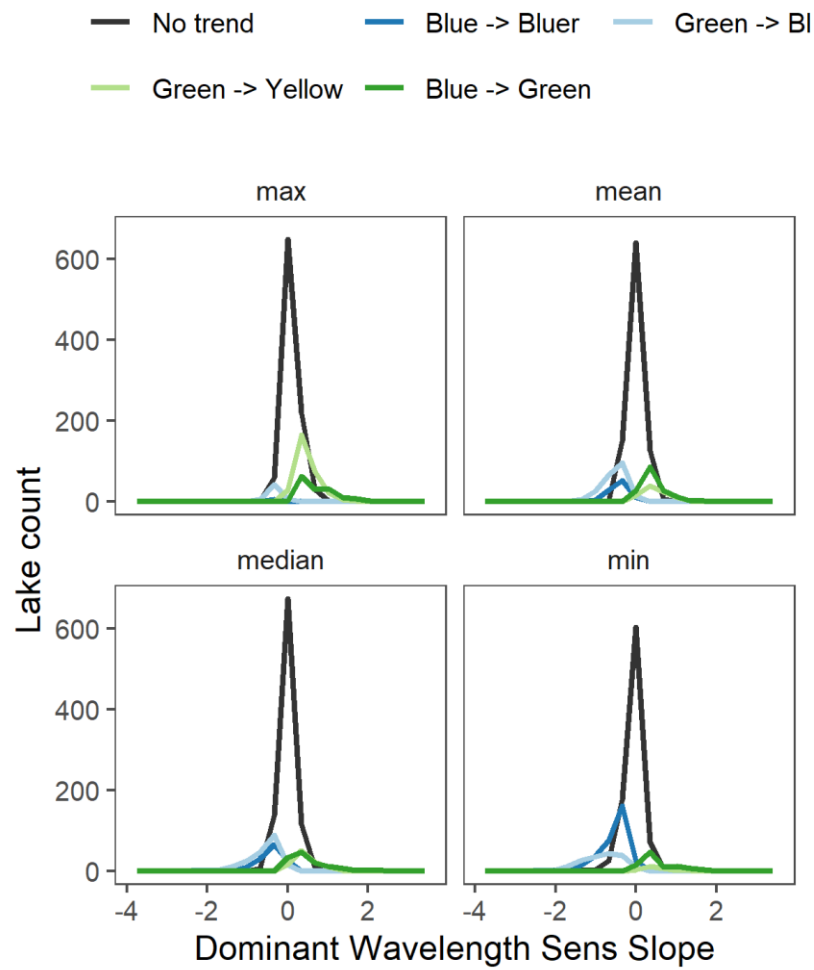 No trend Blue -> Bluer Green -> Bl
Green -> Yellow Blue -> Green
max mean
600
400
200
0
median min
600
400
200
0
-4 -2 0 2 -4 -2 0 2
Lake count
Dominant Wavelength Sens Slope